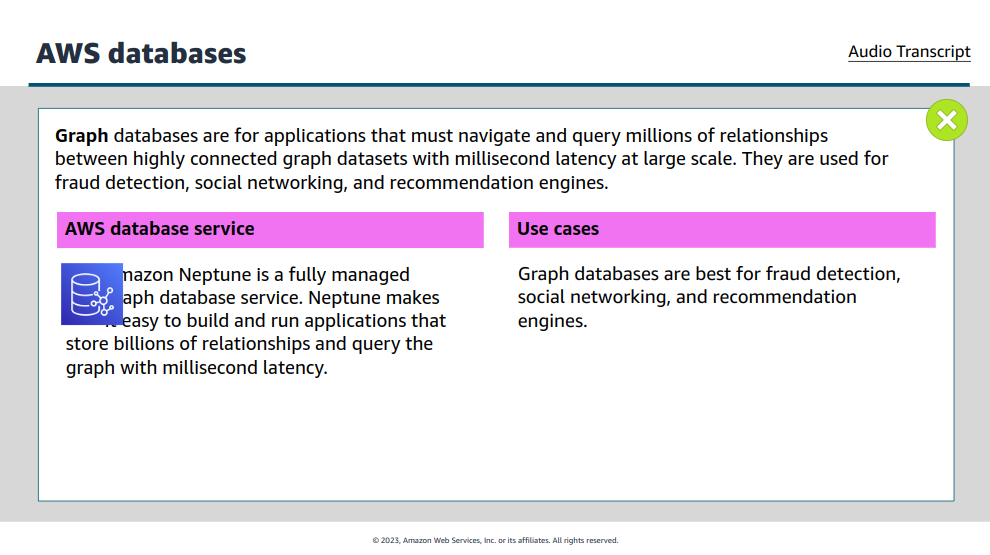 AWS databases
Audio Transcript
Graph databases are for applications that must navigate and query millions of relationships
between highly connected graph datasets with millisecond latency at large scale. They are used for
fraud detection, social networking, and recommendation engines.
AWS database service
mazon Neptune is a fully managed
aph database service. Neptune makes
easy to build and run applications that
store billions of relationships and query the
graph with millisecond latency.
Use cases
Graph databases are best for fraud detection,
social networking, and recommendation
engines.
© 2023, Amazon Web Services, Inc. or its affiliates. All rights reserved.